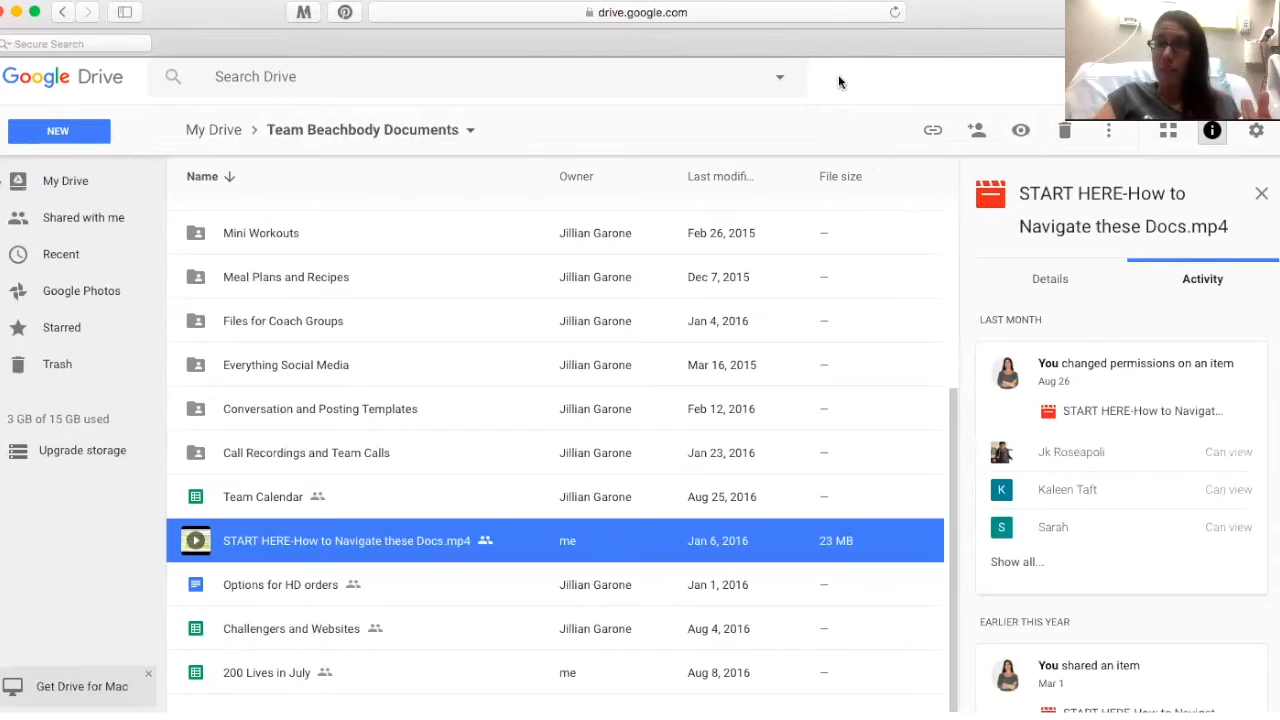 drive.google.com
Secure Search
Google Drive
Search Drive
NEW
My Drive > Team Beachbody Documents
My Drive
Shared with me
Recent
Google Photos
Starred
Trash
3 GB of 15 GB used
Upgrade storage
Get Drive for Mac
Name Owner Last modifi... File size
Mini Workouts Jillian Garone Feb 26, 2015 —
Meal Plans and Recipes Jillian Garone Dec 7, 2015 —
Files for Coach Groups Jillian Garone Jan 4, 2016 —
Everything Social Media Jillian Garone Mar 16, 2015 —
Conversation and Posting Templates Jillian Garone Feb 12, 2016 —
Call Recordings and Team Calls Jillian Garone Jan 23, 2016 —
Team Calendar Jillian Garone Aug 25, 2016 —
START HERE-How to Navigate these Docs.mp4 me Jan 6, 2016 23 MB
Options for HD orders Jillian Garone Jan 1, 2016 —
Challengers and Websites Jillian Garone Aug 4, 2016 —
200 Lives in July me Aug 8, 2016 —
START HERE-How to
Navigate these Docs.mp4
Details Activity
LAST MONTH
You changed permissions on an item
Aug 26
START HERE-How to Navigat...
Jk Roseapoli Can view
K Kaleen Taft Can view
S Sarah Can view
Show all...
EARLIER THIS YEAR
You shared an item
Mar 1
START HERE-How to Navigat...